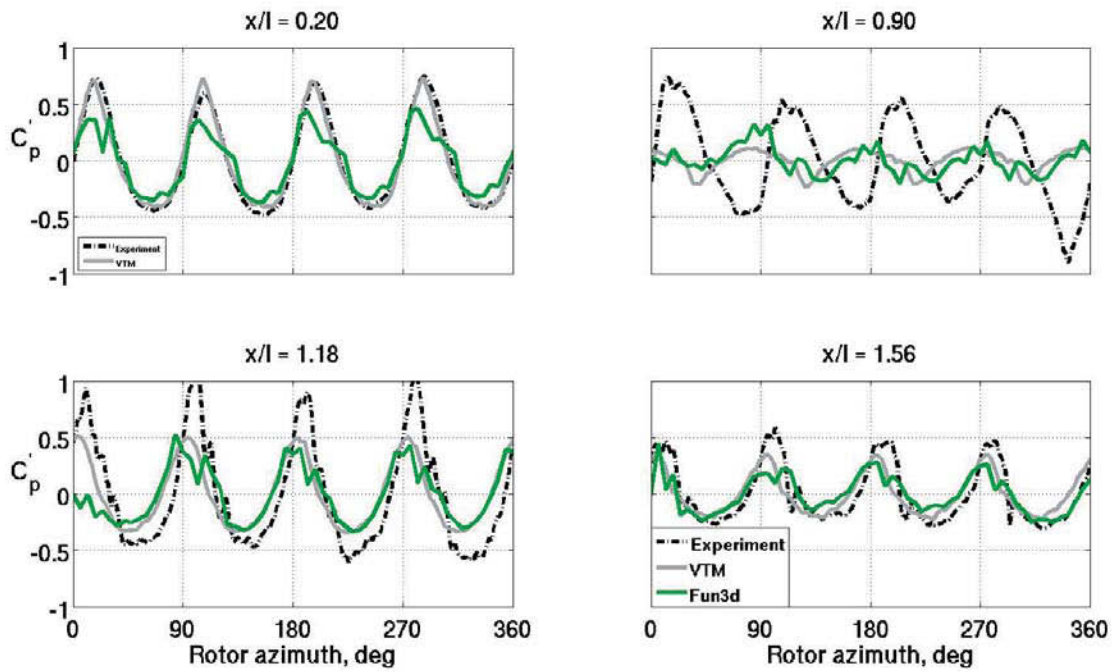 x/l = 0.20
x/l = 0.90
1
0.5
0
-0.5
-1
C'p
Experiment
VTM
x/l = 1.18
x/l = 1.56
1
0.5
0
-0.5
-1
C'p
Experiment
VTM
Fun3d
0 90 180 270 360
0 90 180 270 360
Rotor azimuth, deg
Rotor azimuth, deg